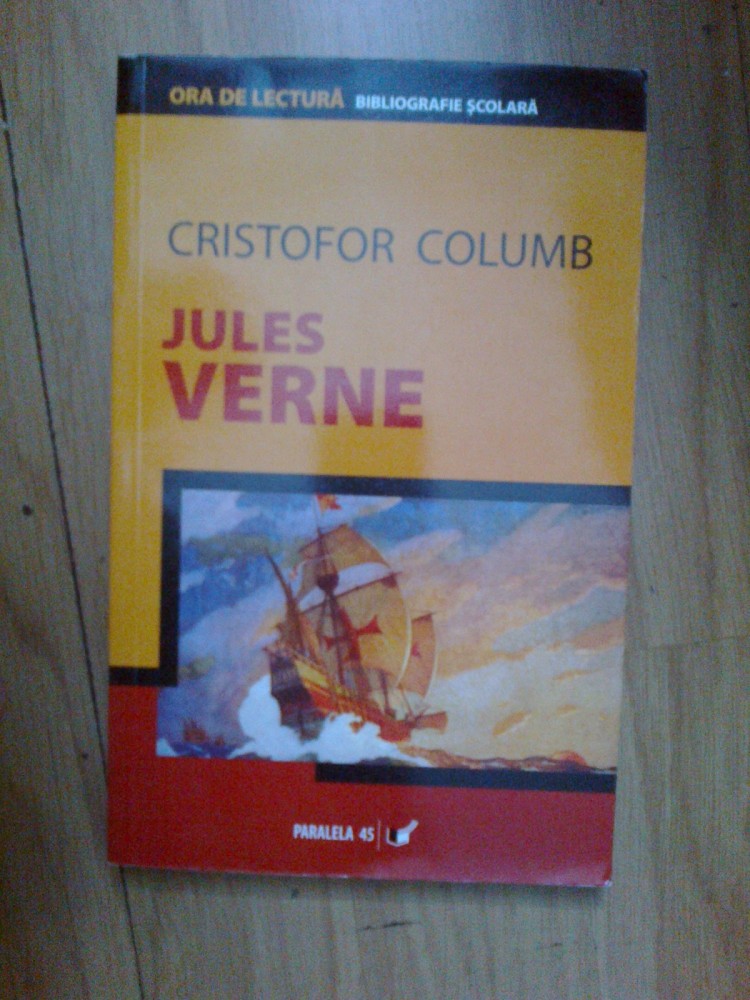 ORA DE LECTURĂ BIBLIOGRAFIE ȘCOLARĂ
CRISTOFOR COLUMB
JULES
VERNE
PARALELA 45